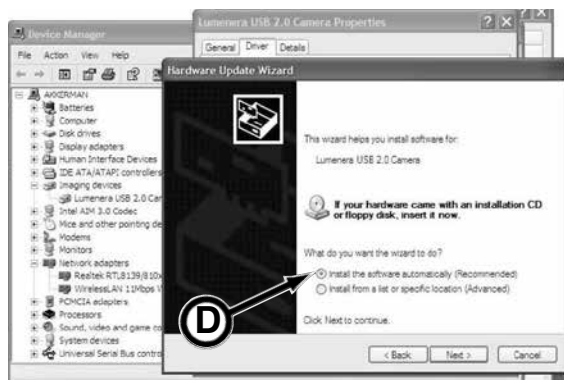 Device Manager
File Action View Help
AKKERMAN
Batteries
Computer
Disk drives
Display adapters
Human Interface Devices
IDE ATA/ATAPI controllers
Imaging devices
Lumenera USB 2.0 Car
Intel AIM 3.0 Codec
Mice and other pointing de
Modems
Monitors
Network adapters
Realtek RTL8139/810x
WirelessLAN 11Mbps
PCMCIA adapters
Processors
Sound, video and game co
System devices
Universal Serial Bus contro
Lumenera USB 2.0 Camera Properties
General Driver Details
Hardware Update Wizard
This wizard helps you install software for:
Lumenera USB 2.0 Camera
If your hardware came with an installation CD
or floppy disk, insert it now.
What do you want the wizard to do?
Install the software automatically (Recommended)
Install from a list or specific location (Advanced)
Click Next to continue.
< Back Next > Cancel
D